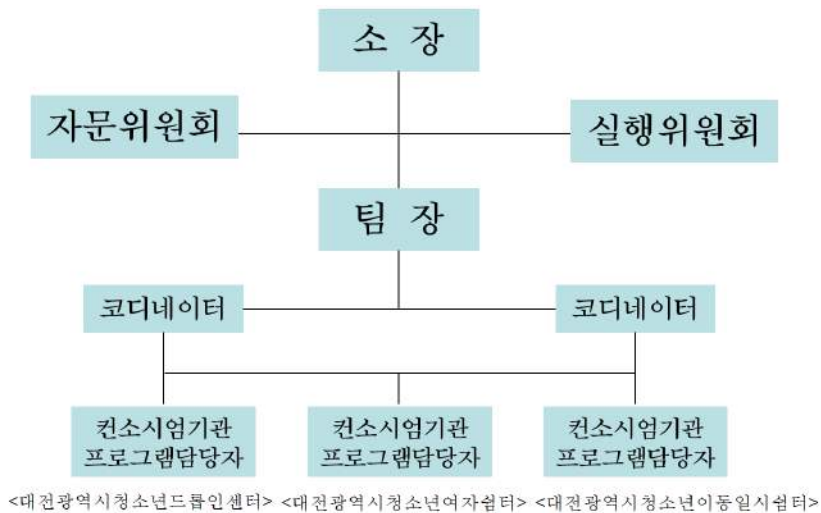 소 장
자문위원회
실행위원회
팀 장
코디네이터
코디네이터
컨소시엄기관
프로그램담당자
컨소시엄기관
프로그램담당자
컨소시엄기관
프로그램담당자
<대전광역시청소년드롭인센터>
<대전광역시청소년여자쉼터>
<대전광역시청소년이동일시쉼터>